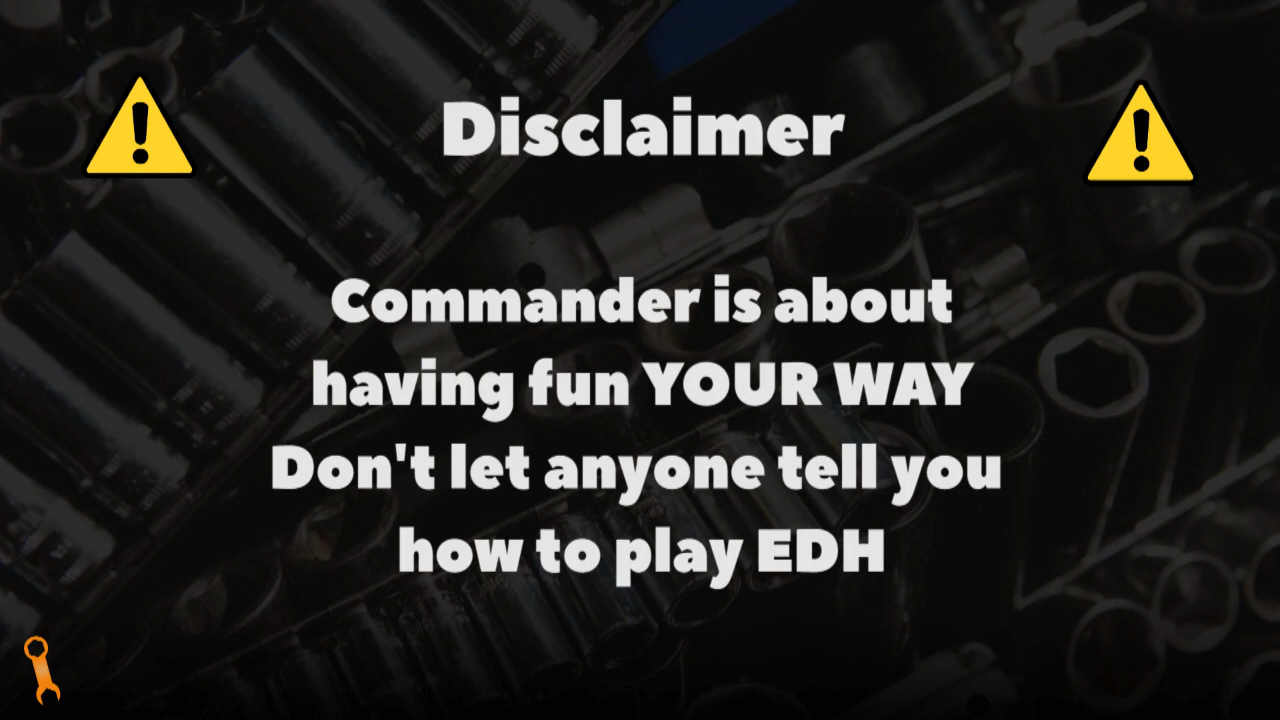 Disclaimer
Commander is about
having fun YOUR WAY
Don't let anyone tell you
how to play EDH